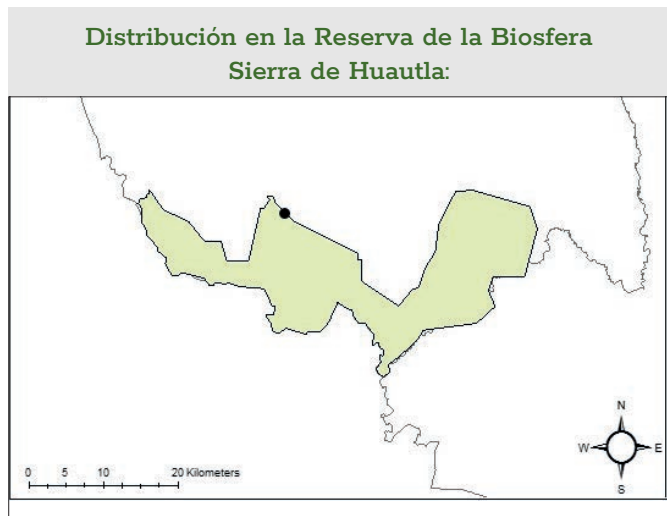 Distribución en la Reserva de la Biosfera
Sierra de Huautla:
N
W
E
S
0 5 10 20 Kilometers